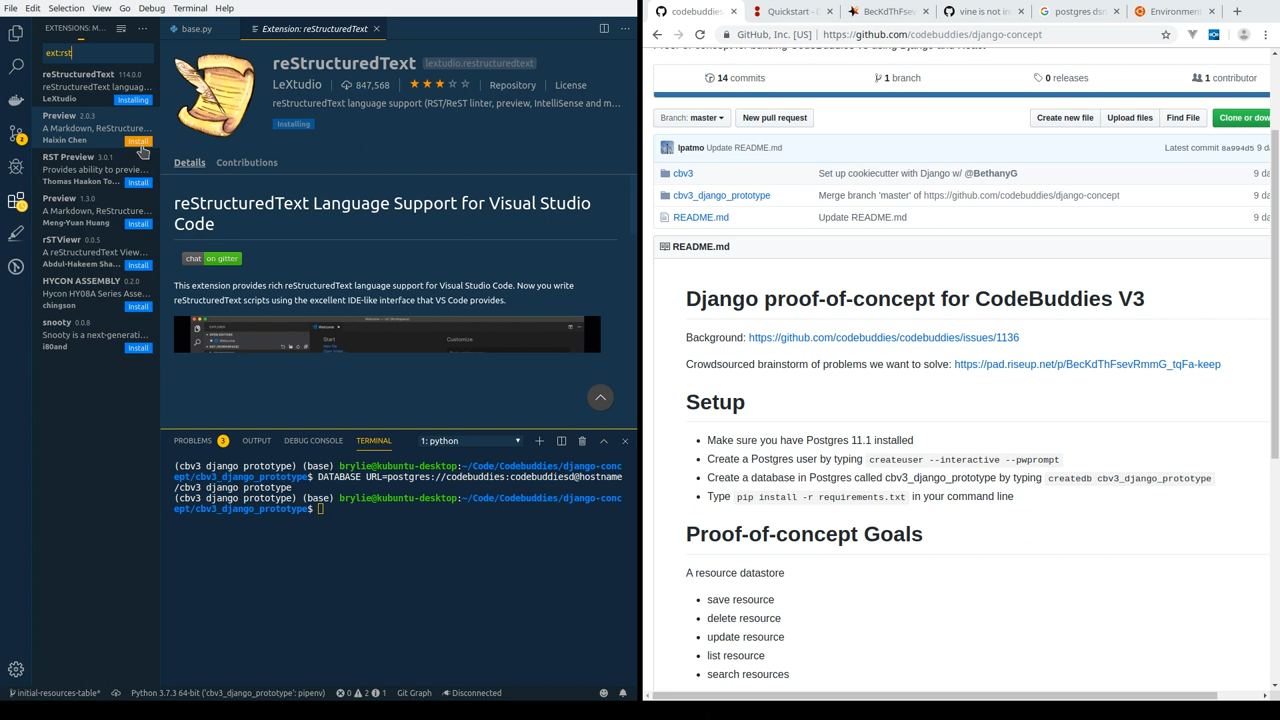 File Edit Selection View Go Debug Terminal Help
EXTENSIONS: M...
ext:rst
reStructuredText 114.0.0
reStructuredText languag...
LeXtudio Installing
Preview 2.0.3
A Markdown, ReStructure...
Haixin Chen Install
RST Preview 3.0.1
Provides ability to previe...
Thomas Haakon To... Install
Preview 1.3.0
A Markdown, ReStructure...
Meng-Yuan Huang Install
rSTViewr 0.0.5
A reStructuredText View...
Abdul-Hakeem Sha... Install
HYCON ASSEMBLY 0.2.0
Hycon HY08A Series Asse...
chingson Install
snooty 0.0.8
Snooty is a next-generati...
i80and Install
base.py
Extension: reStructuredText
reStructuredText lextudio.restructuredtext
LeXtudio 847,568 Repository License
reStructuredText language support (RST/ReST linter, preview, IntelliSense and m...
Installing
Details Contributions
reStructuredText Language Support for Visual Studio
Code
chat on gitter
This extension provides rich reStructuredText language support for Visual Studio Code. Now you write
reStructuredText scripts using the excellent IDE-like interface that VS Code provides.
PROBLEMS 3 OUTPUT DEBUG CONSOLE TERMINAL 1: python
(cbv3_django_prototype) (base) brylie@kubuntu-desktop:~/Code/Codebuddies/django-conc
ept/cbv3_django_prototype$ DATABASE_URL=postgres://codebuddies:codebuddiesd@hostname
/cbv3_django_prototype
(cbv3_django_prototype) (base) brylie@kubuntu-desktop:~/Code/Codebuddies/django-conc
ept/cbv3_django_prototype$
initial-resources-table* Python 3.7.3 64-bit ('cbv3_django_prototype': pipenv) 0 2 1 Git Graph Disconnected
codebuddies Quickstart - D BecKdThFsev vine is not in postgres dsn Environment
GitHub, Inc. [US] https://github.com/codebuddies/django-concept
14 commits 1 branch 0 releases 1 contributor
Branch: master New pull request Create new file Upload files Find File Clone or dow
lpatmo Update README.md Latest commit 8a994d5 9 d
cbv3 Set up cookiecutter with Django w/ @BethanyG 9 da
cbv3_django_prototype Merge branch 'master' of https://github.com/codebuddies/django-concept 9 da
README.md Update README.md 9 da
README.md
Django proof-of-concept for CodeBuddies V3
Background: https://github.com/codebuddies/codebuddies/issues/1136
Crowdsourced brainstorm of problems we want to solve: https://pad.riseup.net/p/BecKdThFsevRmmG_tqFa-keep
Setup
• Make sure you have Postgres 11.1 installed
• Create a Postgres user by typing createuser --interactive --pwprompt
• Create a database in Postgres called cbv3_django_prototype by typing createdb cbv3_django_prototype
• Type pip install -r requirements.txt in your command line
Proof-of-concept Goals
A resource datastore
• save resource
• delete resource
• update resource
• list resource
• search resources